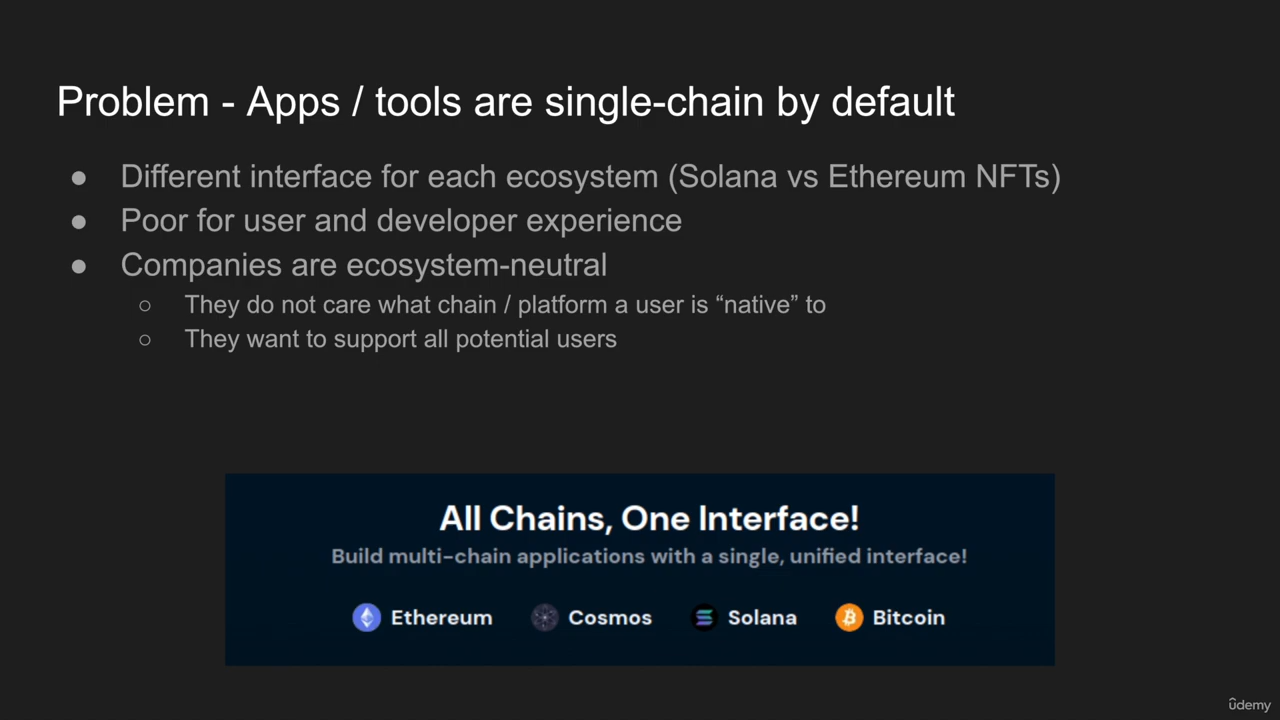 Problem - Apps / tools are single-chain by default
● Different interface for each ecosystem (Solana vs Ethereum NFTs)
● Poor for user and developer experience
● Companies are ecosystem-neutral
○ They do not care what chain / platform a user is “native” to
○ They want to support all potential users
All Chains, One Interface!
Build multi-chain applications with a single, unified interface!
Ethereum Cosmos Solana Bitcoin
ûdemy